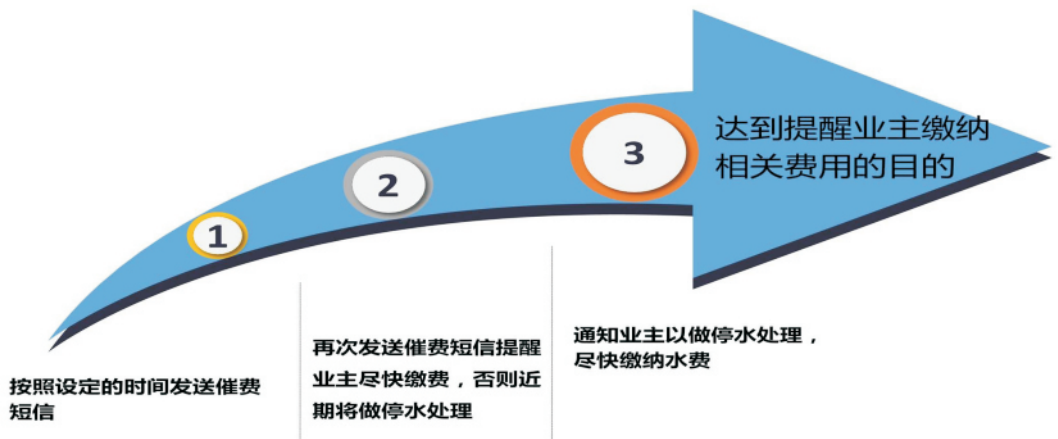 1
按照设定的时间发送催费
短信
2
再次发送催费短信提醒
业主尽快缴费，否则近
期将做停水处理
3
通知业主以做停水处理，
尽快缴纳水费
达到提醒业主缴纳
相关费用的目的